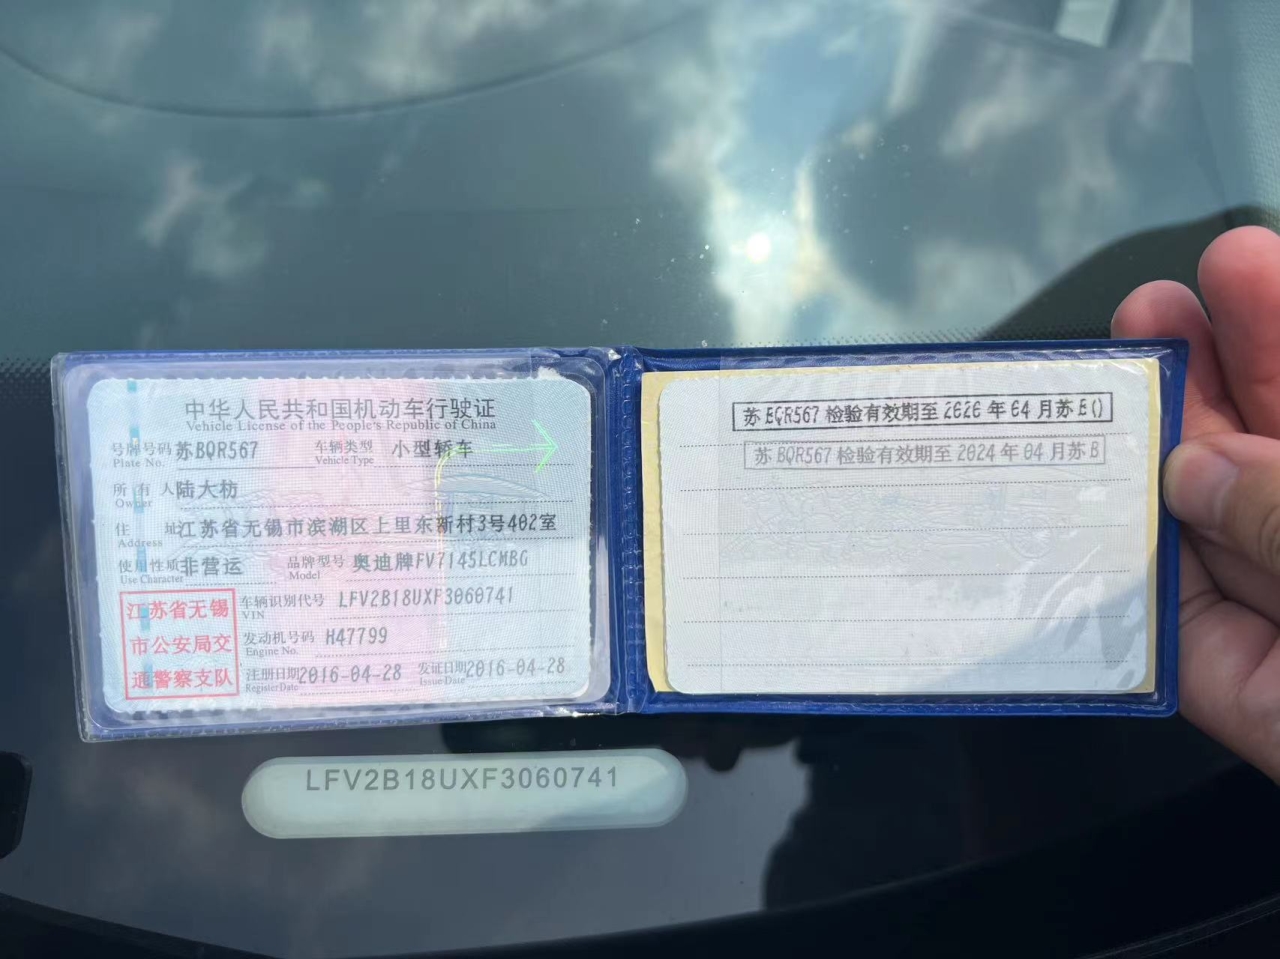 中华人民共和国机动车行驶证
Vehicle License of the People's Republic of China
号牌号码 苏BQR567 车辆类型 小型轿车
Plate No. Vehicle Type
所有人 陆大枋
Owner
住址 江苏省无锡市滨湖区上里东新村3号402室
Address
使用性质 非营运 品牌型号 奥迪牌FV7145LCMBG
Use Character Model
江苏省无锡
市公安局交
通警察支队
车辆识别代号 LFV2B18UXF3060741
VIN
发动机号码 H47799
Engine No.
注册日期 2016-04-28 发证日期 2016-04-28
Register Date Issue Date
苏BQR567 检验有效期至 2026 年 04 月苏B()
苏 BQR567 检验有效期至 2024 年 04 月苏 B
LFV2B18UXF3060741